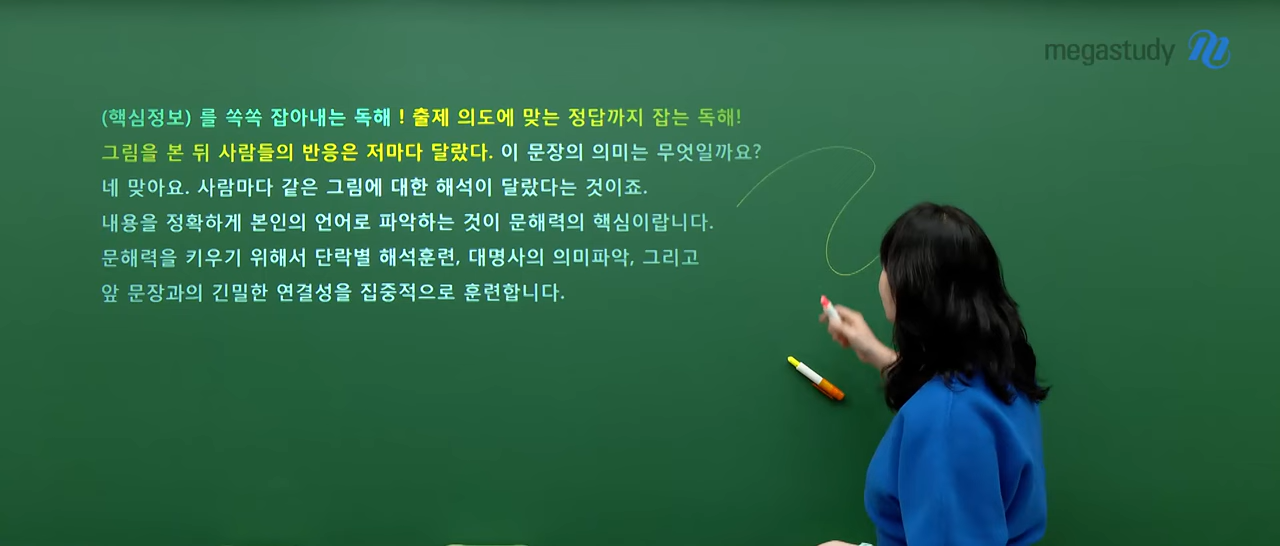 megastudy
(핵심정보) 를 쏙쏙 잡아내는 독해 ! 출제 의도에 맞는 정답까지 잡는 독해!
그림을 본 뒤 사람들의 반응은 저마다 달랐다. 이 문장의 의미는 무엇일까요?
네 맞아요. 사람마다 같은 그림에 대한 해석이 달랐다는 것이죠.
내용을 정확하게 본인의 언어로 파악하는 것이 문해력의 핵심이랍니다.
문해력을 키우기 위해서 단락별 해석훈련, 대명사의 의미파악, 그리고
앞 문장과의 긴밀한 연결성을 집중적으로 훈련합니다.